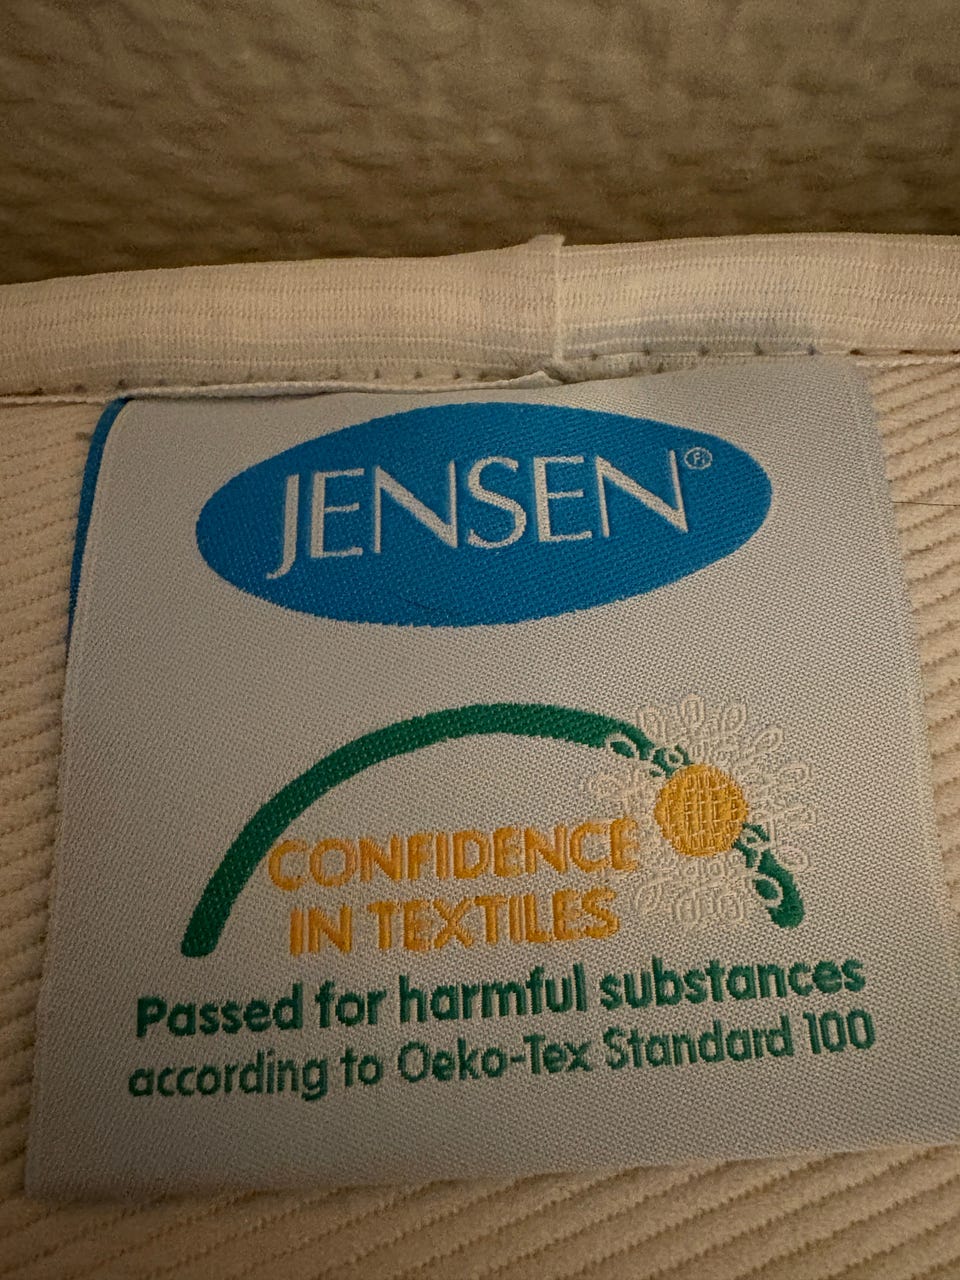 JENSEN®
CONFIDENCE
IN TEXTILES
Passed for harmful substances
according to Oeko-Tex Standard 100